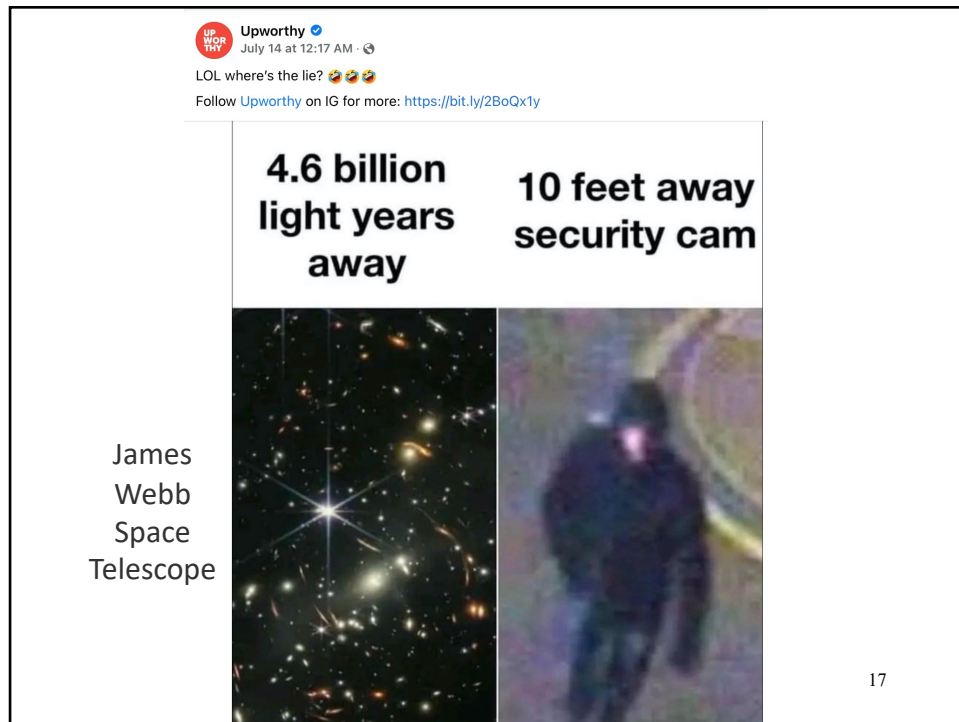 UP
WOR
THY
Upworthy
July 14 at 12:17 AM ·
LOL where's the lie? 🤣🤣🤣
Follow Upworthy on IG for more: https://bit.ly/2BoQx1y
4.6 billion
light years
away
10 feet away
security cam
James
Webb
Space
Telescope
17